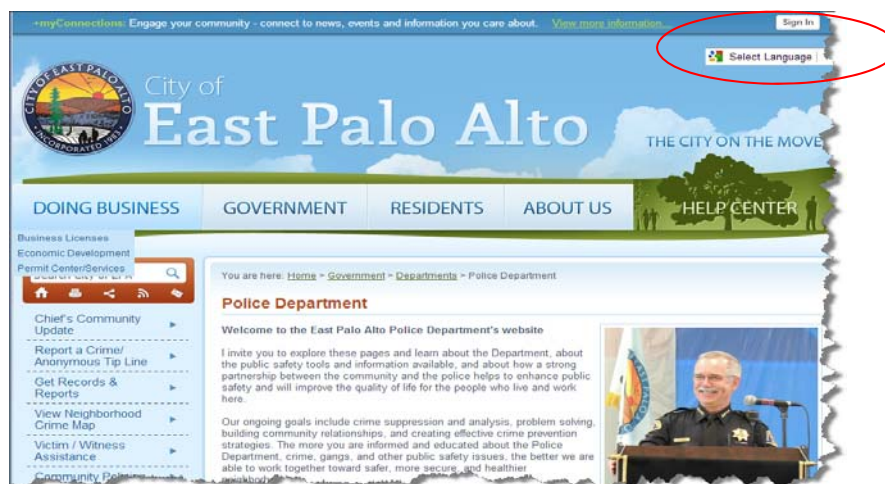 +myConnections: Engage your community - connect to news, events and information you care about. View more information...
Sign In
Select Language
CITY OF EAST PALO ALTO
INCORPORATED 1983
City of
East Palo Alto
THE CITY ON THE MOVE
DOING BUSINESS
GOVERNMENT
RESIDENTS
ABOUT US
HELP CENTER
Business Licenses
Economic Development
Permit Center/Services
You are here: Home > Government > Departments > Police Department
Police Department
Chief's Community
Update
Report a Crime/
Anonymous Tip Line
Get Records &
Reports
View Neighborhood
Crime Map
Victim / Witness
Assistance
Community
Welcome to the East Palo Alto Police Department's website
I invite you to explore these pages and learn about the Department, about
the public safety tools and information available, and about how a strong
partnership between the community and the police helps to enhance public
safety and will improve the quality of life for the people who live and work
here.
Our ongoing goals include crime suppression and analysis, problem solving,
building community relationships, and creating effective crime prevention
strategies. The more you are informed and educated about the Police
Department, crime, gangs, and other public safety issues, the better we are
able to work together toward safer, more secure, and healthier